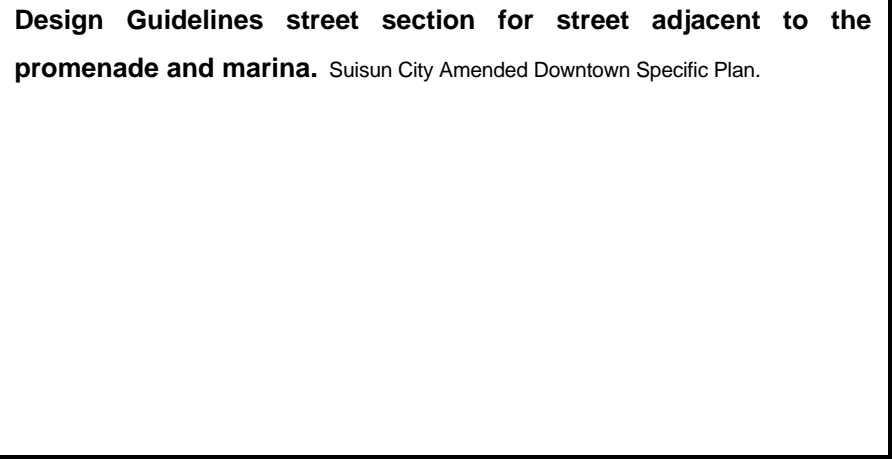 Design Guidelines street section for street adjacent to the
promenade and marina. Suisun City Amended Downtown Specific Plan.